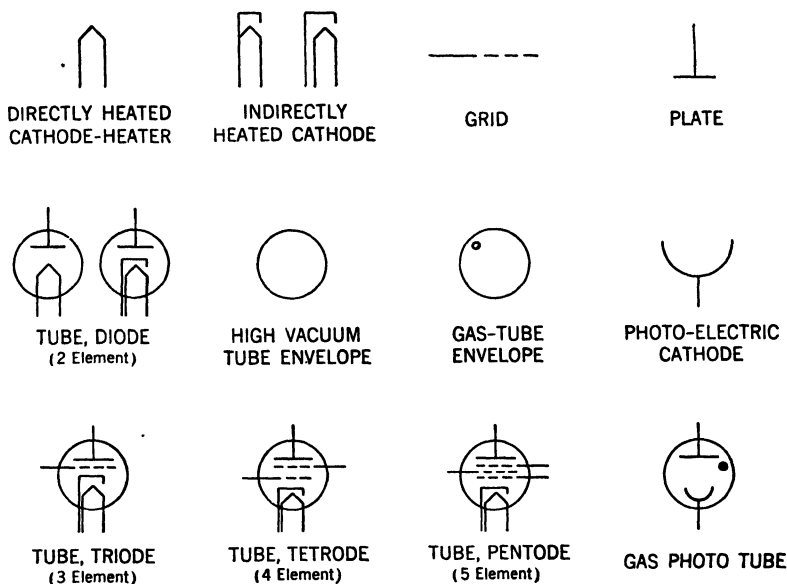 DIRECTLY HEATED
CATHODE-HEATER
INDIRECTLY
HEATED CATHODE
GRID
PLATE
TUBE, DIODE
(2 Element)
HIGH VACUUM
TUBE ENVELOPE
GAS-TUBE
ENVELOPE
PHOTO-ELECTRIC
CATHODE
TUBE, TRIODE
(3 Element)
TUBE, TETRODE
(4 Element)
TUBE, PENTODE
(5 Element)
GAS PHOTO TUBE